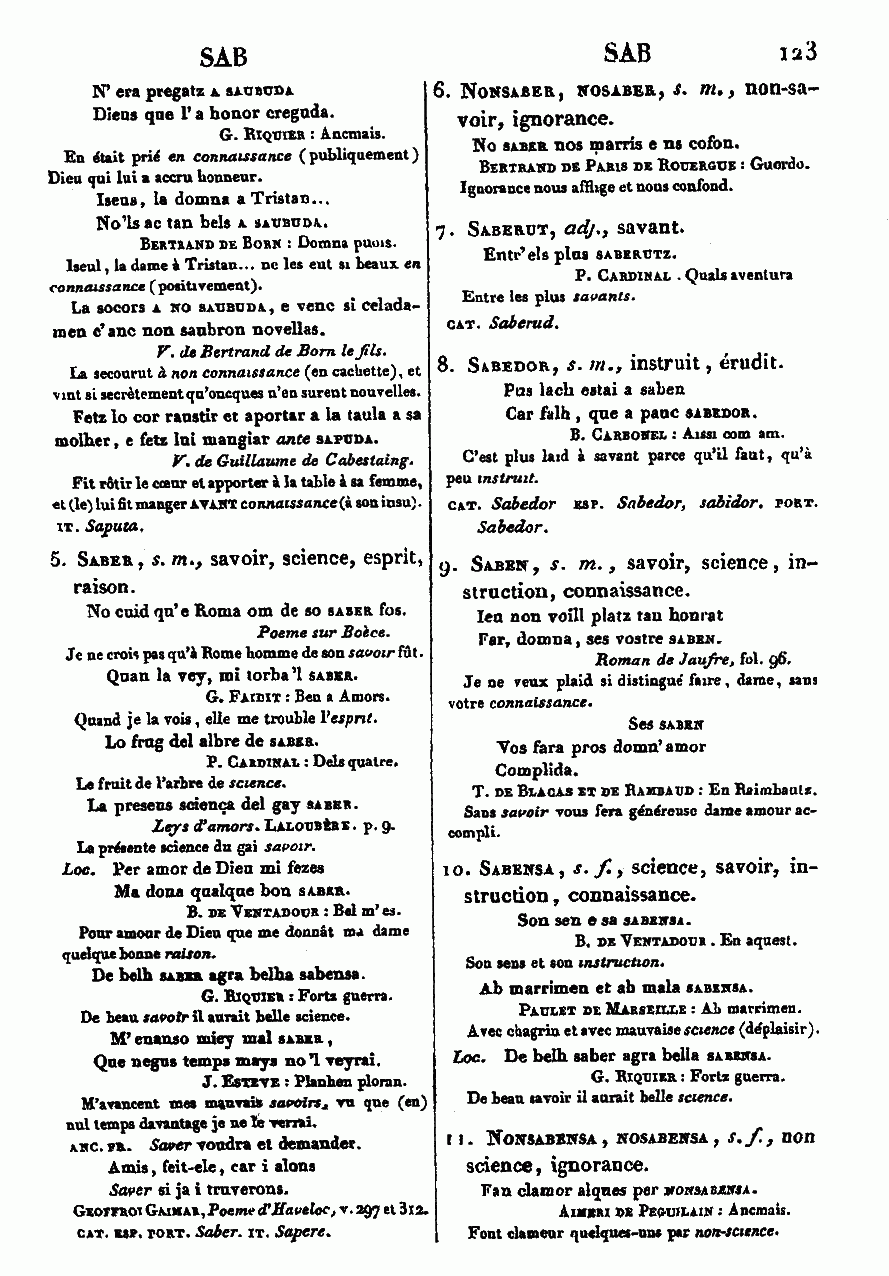 SAB
SAB 123
N' era pregatz A SAUBUDA
Dieus que l' a honor creguda.
G. RIQUIER : Ancmais.
En était prié en connaissance (publiquement)
Dieu qui lui a accru honneur.
Iseus, la domna a Tristan...
No'ls ac tan bels A SAUBUDA.
BERTRAND DE BORN : Domna puois.
Iseul, la dame à Tristan... ne les eut si beaux en
connaissance (positivement).
La socors A NO SAUBUDA, e venc si celada-
men c'anc non saubron novellas.
V. de Bertrand de Born le fils.
La secourut à non connaissance (en cachette), et
vint si secrètement qu'oncques n'en surent nouvelles.
Fetz lo cor raustir et aportar a la taula a sa
molher, e fetz lui mangiar ante SAPUDA.
V. de Guillaume de Cabestaing.
Fit rôtir le cœur et apporter à la table à sa femme,
et (le) lui fit manger AVANT connaissance (à son insu).
IT. Saputa.
5. SABER, s. m., savoir, science, esprit,
raison.
No cuid qu'e Roma om de so SABER fos.
Poeme sur Boèce.
Je ne crois pas qu'à Rome homme de son savoir fût.
Quan la vey, mi torba'l SABER.
G. FAIDIT : Ben a Amors.
Quand je la vois, elle me trouble l'esprit.
Lo frug del albre de SABER.
P. CARDINAL : Dels quatre.
Le fruit de l'arbre de science.
La presens sciença del gay SABER.
Leys d'amors. LALOUBÈRE. p. 9.
La présente science du gai savoir.
Loc. Per amor de Dieu mi fezes
Ma dona qualque bon SABER.
B. DE VENTADOUR : Bel m'es.
Pour amour de Dieu que me donnât ma dame
quelque bonne raison.
De belh SABER agra belha sabensa.
G. RIQUIER : Fortz guerra.
De beau savoir il aurait belle science.
M'enanso miey mal SABER,
Que negus temps mays no'l veyrai.
J. ESTEVE : Planhen ploran.
M'avancent mes mauvais savoirs, vu que (en)
nul temps davantage je ne le verrai.
ANC. FR. Saver voudra et demander.
Amis, feit-ele, car i alons
Saver si ja i truverons.
GEOFFROI GAIMAR, Poeme d'Haveloc, v. 297 et 312.
CAT. ESP. PORT. Saber. IT. Sapere.
6. NONSABER, NOSABER, s. m., non-sa-
voir, ignorance.
No SABER nos marris e ns cofon.
BERTRAND DE PARIS DE ROUERGUE : Guordo.
Ignorance nous afflige et nous confond.
7. SABERUT, adj., savant.
Entr'els plus SABERUTZ.
P. CARDINAL . Quals aventura
Entre les plus savants.
CAT. Saberud.
8. SABEDOR, s. m., instruit, érudit.
Pus lach estai a saben
Car falh, que a pauc SABEDOR.
B. CARBONEL : Aissi com am.
C'est plus laid à savant parce qu'il faut, qu'à
peu instruit.
CAT. Sabedor ESP. Sabedor, sabidor. PORT.
Sabedor.
9. SABEN, s. m., savoir, science, in-
struction, connaissance.
Ieu non voill platz tau honrat
Far, domna, ses vostre SABEN.
Roman de Jaufre, fol. 96.
Je ne veux plaid si distingué faire, dame, sans
votre connaissance.
Ses SABEN
Vos fara pros domn'amor
Complida.
T. DE BLACAS ET DE RAMBAUD : En Raimbautz.
Sans savoir vous fera généreuse dame amour ac-
compli.
10. SABENSA, s. f., science, savoir, in-
struction, connaissance.
Son sen e sa SABENSA.
B. DE VENTADOUR . En aquest.
Son sens et son instruction.
Ab marrimen et ab mala SABENSA.
PAULET DE MARSEILLE : Ab marrimen.
Avec chagrin et avec mauvaise science (déplaisir).
Loc. De belh saber agra bella SABENSA.
G. RIQUIER : Fortz guerra.
De beau savoir il aurait belle science.
11. NONSABENSA, NOSABENSA, s. f., non
science, ignorance.
Fan clamor alques per NONSABENSA.
AIMERI DE PEGUILAIN : Ancmais.
Font clameur quelques-uns par non-science.